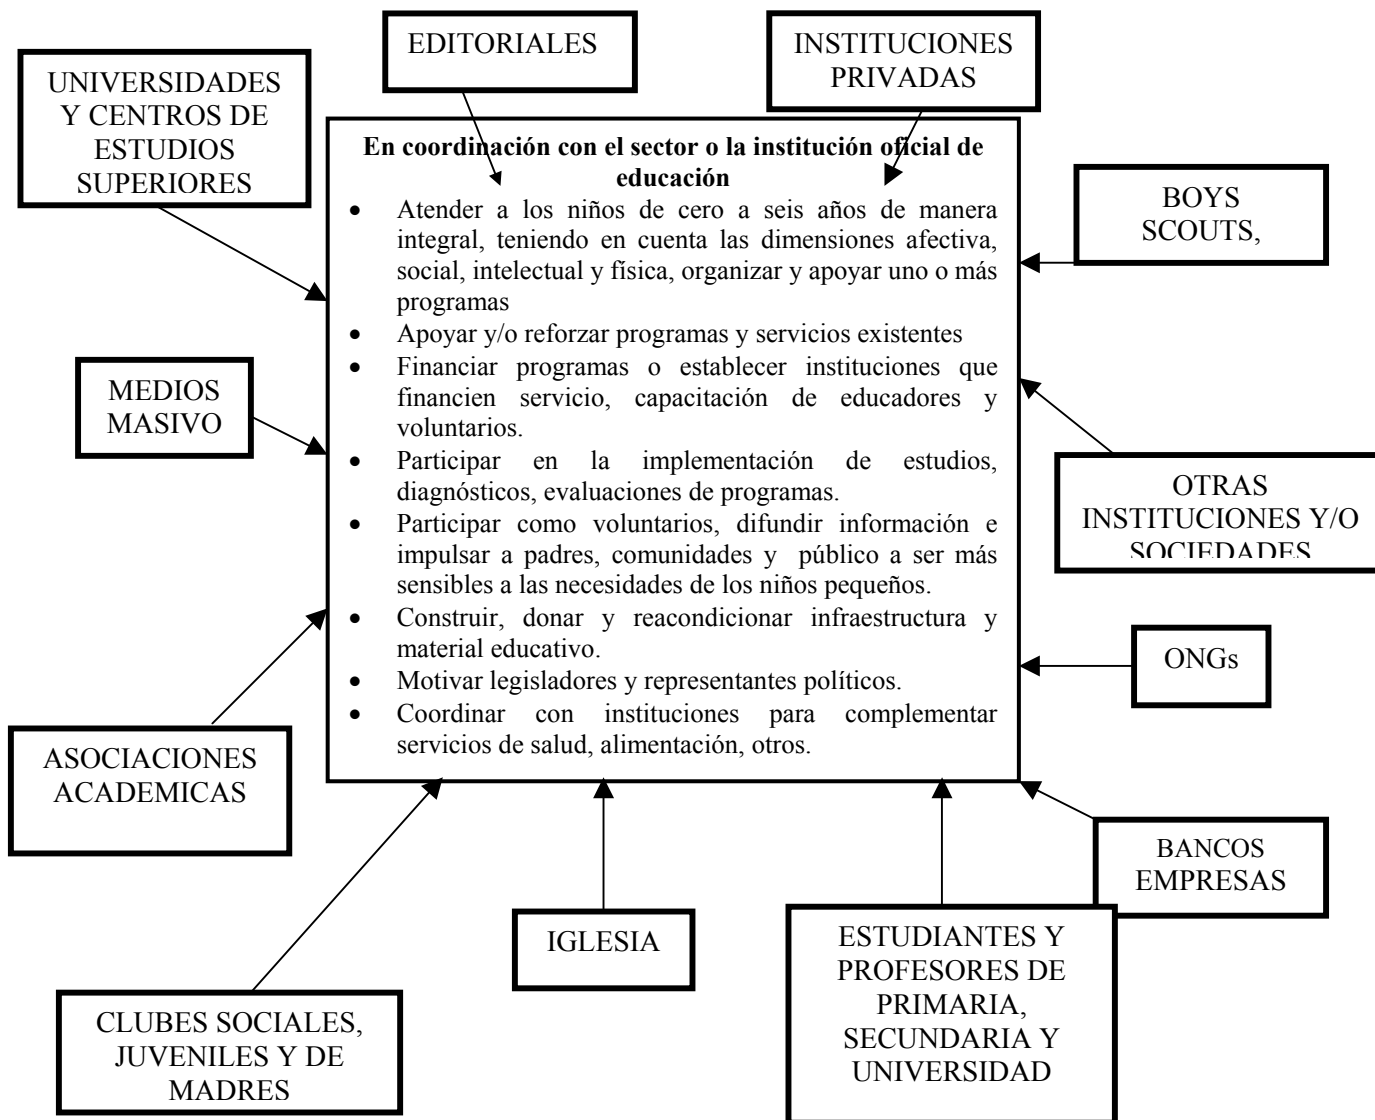 EDITORIALES
INSTITUCIONES
PRIVADAS
UNIVERSIDADES
Y CENTROS DE
ESTUDIOS
SUPERIORES
En coordinación con el sector o la institución oficial de
educación
• Atender a los niños de cero a seis años de manera
integral, teniendo en cuenta las dimensiones afectiva,
social, intelectual y física, organizar y apoyar uno o más
programas
• Apoyar y/o reforzar programas y servicios existentes
• Financiar programas o establecer instituciones que
financien servicio, capacitación de educadores y
voluntarios.
• Participar en la implementación de estudios,
diagnósticos, evaluaciones de programas.
• Participar como voluntarios, difundir información e
impulsar a padres, comunidades y público a ser más
sensibles a las necesidades de los niños pequeños.
• Construir, donar y reacondicionar infraestructura y
material educativo.
• Motivar legisladores y representantes políticos.
• Coordinar con instituciones para complementar
servicios de salud, alimentación, otros.
BOYS
SCOUTS,
MEDIOS
MASIVO
OTRAS
INSTITUCIONES Y/O
SOCIEDADES
ONGs
ASOCIACIONES
ACADEMICAS
BANCOS
EMPRESAS
IGLESIA
ESTUDIANTES Y
PROFESORES DE
PRIMARIA,
SECUNDARIA Y
UNIVERSIDAD
CLUBES SOCIALES,
JUVENILES Y DE
MADRES